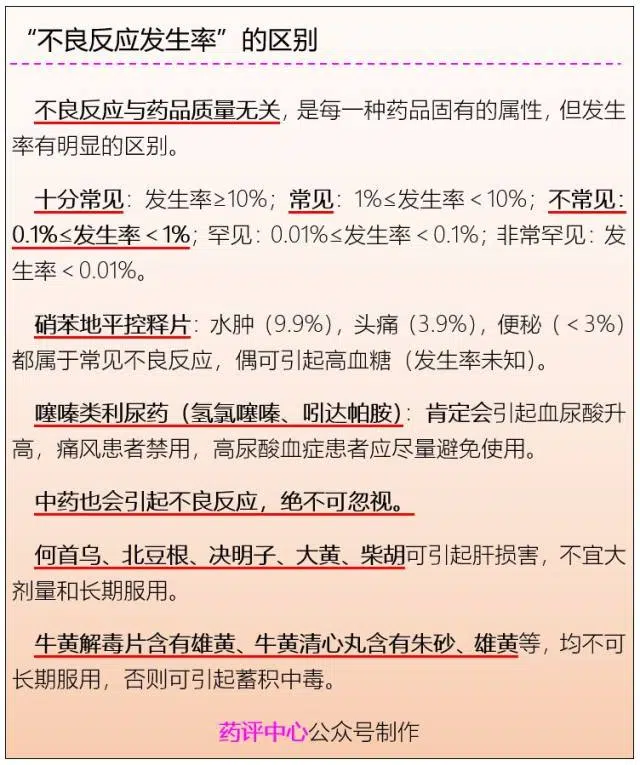 “不良反应发生率”的区别
不良反应与药品质量无关，是每一种药品固有的属性，但发生
率有明显的区别。
十分常见：发生率≥10%；常见：1%≤发生率＜10%；不常见：
0.1%≤发生率＜1%；罕见：0.01%≤发生率＜0.1%；非常罕见：发
生率＜0.01%。
硝苯地平控释片：水肿（9.9%），头痛（3.9%），便秘（＜3%）
都属于常见不良反应，偶可引起高血糖（发生率未知）。
噻嗪类利尿药（氢氯噻嗪、吲达帕胺）：肯定会引起血尿酸升
高，痛风患者禁用，高尿酸血症患者应尽量避免使用。
中药也会引起不良反应，绝不可忽视。
何首乌、北豆根、决明子、大黄、柴胡可引起肝损害，不宜大
剂量和长期服用。
牛黄解毒片含有雄黄、牛黄清心丸含有朱砂、雄黄等，均不可
长期服用，否则可引起蓄积中毒。
药评中心公众号制作